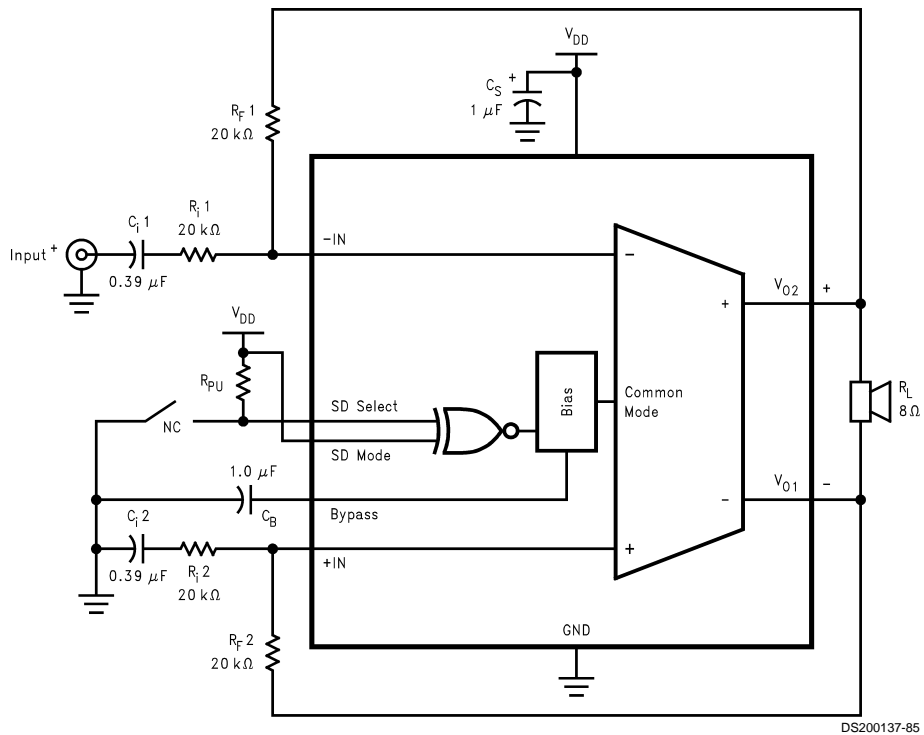 V_DD
C_S +
1 μF
R_F 1
20 kΩ
R_i 1
20 kΩ
C_i 1
0.39 μF
Input +
−IN
−
+
V_O2 +
V_DD
R_PU
NC
SD Select
SD Mode
Bias
Common
Mode
R_L
8 Ω
1.0 μF
C_B
Bypass
−
V_O1 −
C_i 2
0.39 μF
R_i 2
20 kΩ
+IN
+
R_F 2
20 kΩ
GND
DS200137-85